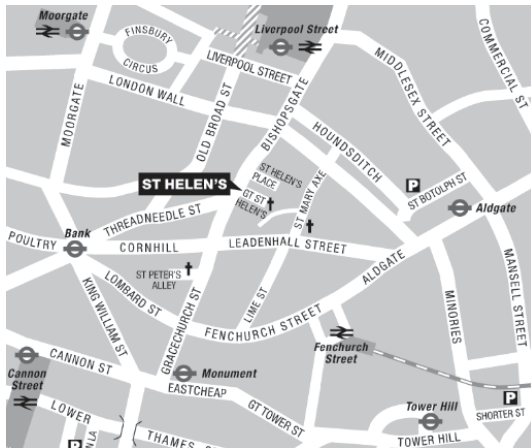 Moorgate
FINSBURY
CIRCUS
Liverpool Street
LIVERPOOL STREET
MIDDLESEX STREET
COMMERCIAL ST
LONDON WALL
MOORGATE
OLD BROAD ST
BISHOPSGATE
HOUNDSDITCH
ST HELEN'S
ST HELEN'S
PLACE
GT ST
HELEN'S
ST MARY AXE
P
ST BOTOLPH ST
Aldgate
THREADNEEDLE ST
POULTRY
Bank
CORNHILL
LEADENHALL STREET
ALDGATE
ST PETER'S
ALLEY
LOMBARD ST
KING WILLIAM ST
GRACECHURCH ST
LIME ST
FENCHURCH STREET
MINORIES
MANSELL STREET
Fenchurch
Street
CANNON ST
Cannon
Street
Monument
EASTCHEAP
GT TOWER ST
Tower Hill
TOWER HILL
P
SHORTER ST
LOWER
THAMES
P